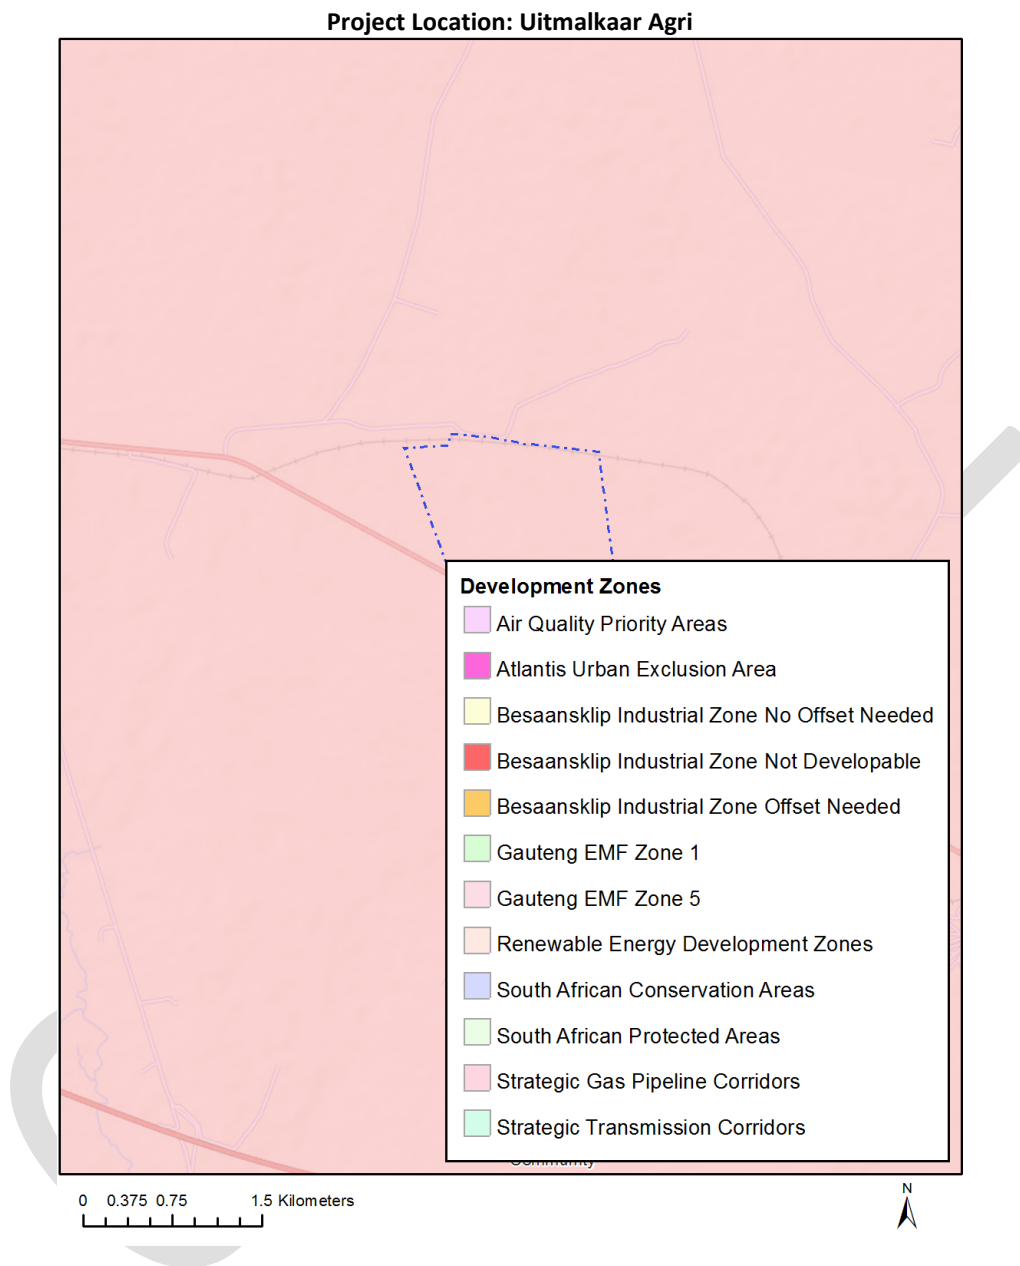 Project Location: Uitmalkaar Agri
Development Zones
Air Quality Priority Areas
Atlantis Urban Exclusion Area
Besaansklip Industrial Zone No Offset Needed
Besaansklip Industrial Zone Not Developable
Besaansklip Industrial Zone Offset Needed
Gauteng EMF Zone 1
Gauteng EMF Zone 5
Renewable Energy Development Zones
South African Conservation Areas
South African Protected Areas
Strategic Gas Pipeline Corridors
Strategic Transmission Corridors
Community
0 0.375 0.75 1.5 Kilometers
N